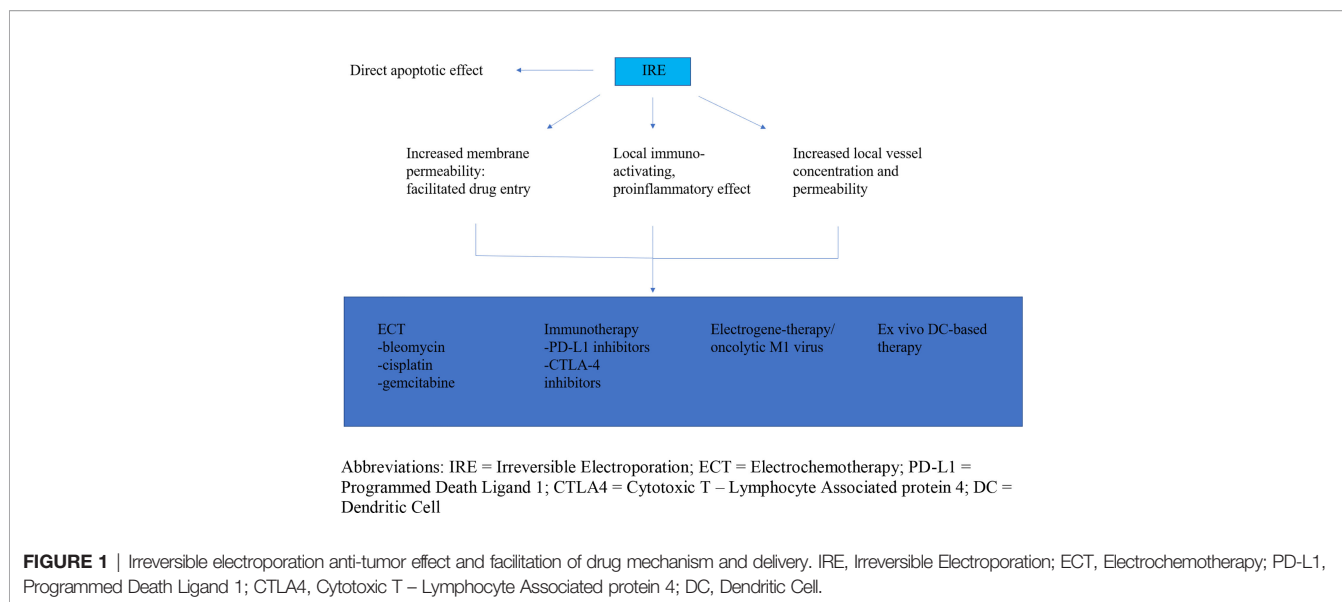 Direct apoptotic effect
IRE
Increased membrane
permeability:
facilitated drug entry
Local immuno-
activating,
proinflammatory effect
Increased local vessel
concentration and
permeability
ECT
-bleomycin
-cisplatin
-gemcitabine
Immunotherapy
-PD-L1 inhibitors
-CTLA-4
inhibitors
Electrogene-therapy/
oncolytic M1 virus
Ex vivo DC-based
therapy
Abbreviations: IRE = Irreversible Electroporation; ECT = Electrochemotherapy; PD-L1 =
Programmed Death Ligand 1; CTLA4 = Cytotoxic T – Lymphocyte Associated protein 4; DC =
Dendritic Cell
FIGURE 1 | Irreversible electroporation anti-tumor effect and facilitation of drug mechanism and delivery. IRE, Irreversible Electroporation; ECT, Electrochemotherapy; PD-L1,
Programmed Death Ligand 1; CTLA4, Cytotoxic T – Lymphocyte Associated protein 4; DC, Dendritic Cell.